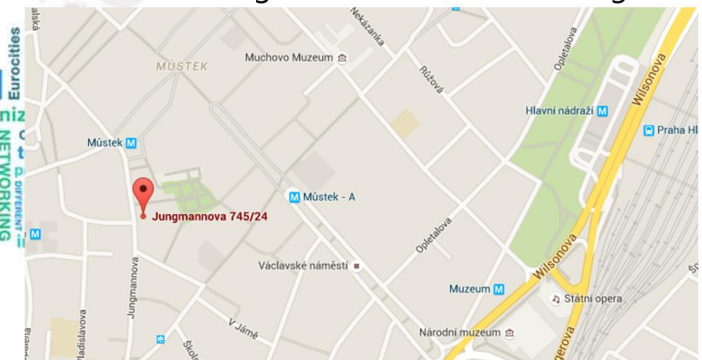 Eurocities
NETWORKING
DIFFERENT
Nekázanka
Opletalova
Wilsonova
Muchovo Muzeum
MŮSTEK
Růžová
Hlavní nádraží
Praha Hl
Můstek
Můstek - A
Jungmannova 745/24
Opletalova
Wilsonova
Václavské náměstí
Jungmannova
Muzeum
Státní opera
V Jámě
Národní muzeum